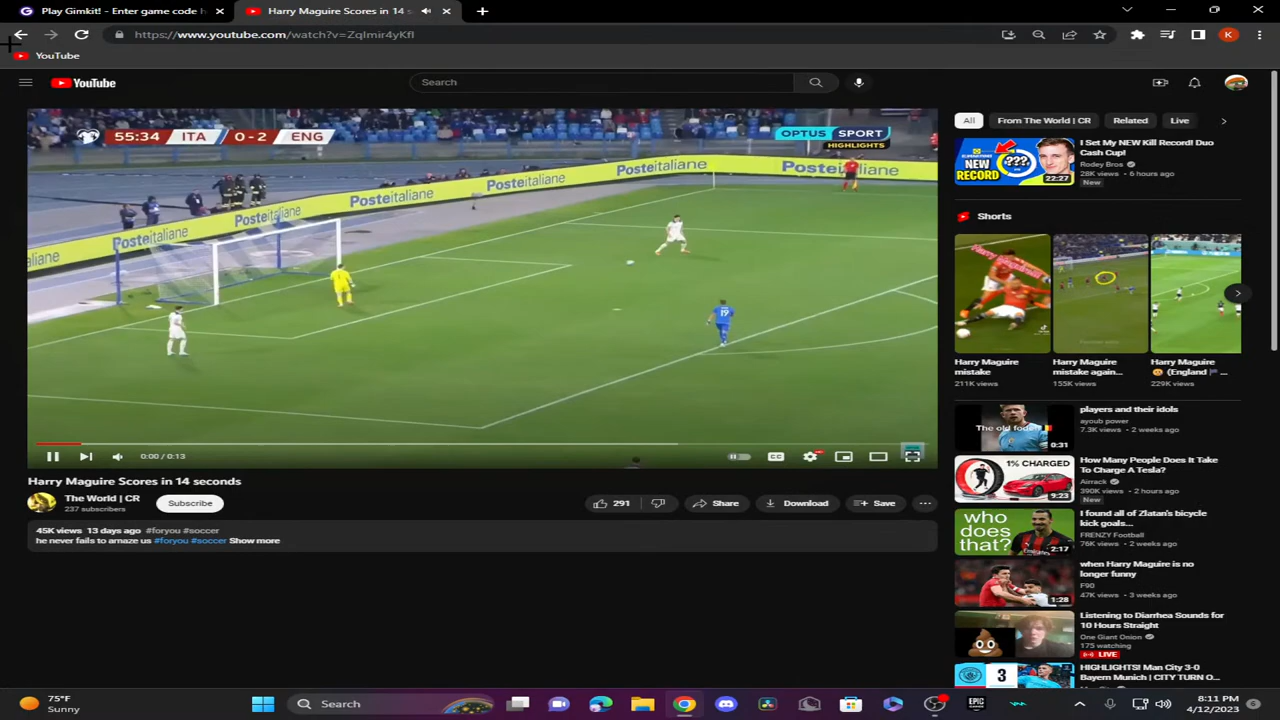 Play Gimkit! - Enter game code h
Harry Maguire Scores in 14 s
https://www.youtube.com/watch?v=ZqImir4yKfI
YouTube
YouTube
Search
55:34 ITA 0 - 2 ENG
OPTUS SPORT
HIGHLIGHTS
Posteitaliane
Posteitaliane
Posteitaliane
Posteitaliane
Posteitaliane
Posteitaliane
19
0:00 / 0:13
CC
Harry Maguire Scores in 14 seconds
The World | CR
237 subscribers
Subscribe
291
Share
Download
Save
45K views 13 days ago #foryou #soccer
he never fails to amaze us #foryou #soccer Show more
All
From The World | CR
Related
Live
NEW
RECORD
???
22:27
I Set My NEW Kill Record! Duo
Cash Cup!
Rodey Bros
28K views • 6 hours ago
New
Shorts
Harry Maguire
mistake
211K views
Harry Maguire
mistake again...
155K views
Harry Maguire
(England
229K views
The old foden
0:31
players and their idols
ayoub power
7.3K views • 2 weeks ago
1% CHARGED
9:23
How Many People Does It Take
To Charge A Tesla?
Airrack
390K views • 2 hours ago
New
who
does
that?
2:17
I found all of Zlatan's bicycle
kick goals...
FRENZY Football
76K views • 2 weeks ago
1:28
when Harry Maguire is no
longer funny
F90
47K views • 3 weeks ago
Listening to Diarrhea Sounds for
10 Hours Straight
One Giant Onion
175 watching
LIVE
3
HIGHLIGHTS! Man City 3-0
Bayern Munich | CITY TURN O...
K
75°F
Sunny
Search
EPIC
8:11 PM
4/12/2023